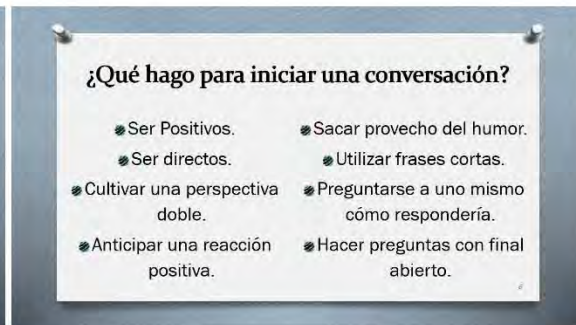 ¿Qué hago para iniciar una conversación?
Ser Positivos.
Ser directos.
Cultivar una perspectiva
doble.
Anticipar una reacción
positiva.
Sacar provecho del humor.
Utilizar frases cortas.
Preguntarse a uno mismo
cómo respondería.
Hacer preguntas con final
abierto.